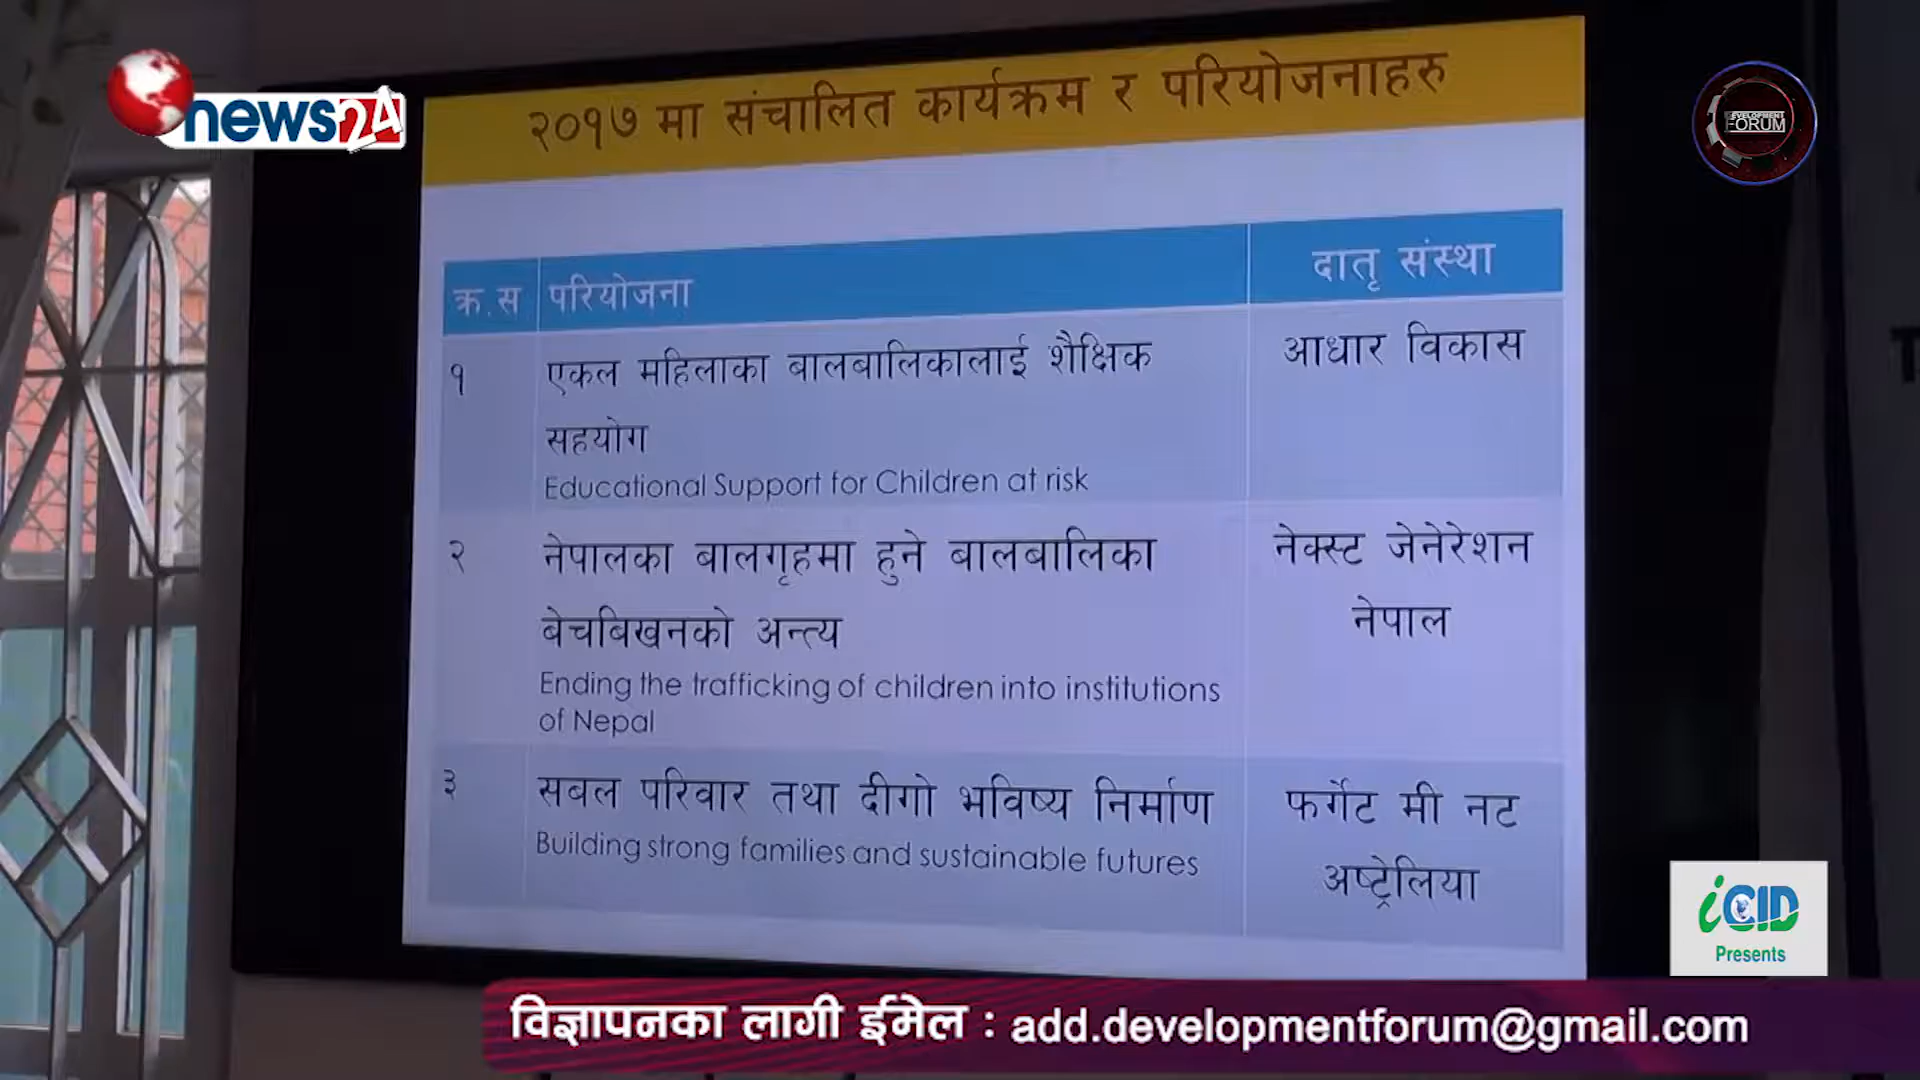 news24
DEVELOPMENT
FORUM
२०१७ मा संचालित कार्यक्रम र परियोजनाहरु
क्र.स परियोजना दातृ संस्था
१ एकल महिलाका बालबालिकालाई शैक्षिक आधार विकास
सहयोग
Educational Support for Children at risk
२ नेपालका बालगृहमा हुने बालबालिका नेक्स्ट जेनेरेशन
बेचबिखनको अन्त्य नेपाल
Ending the trafficking of children into institutions
of Nepal
३ सबल परिवार तथा दीगो भविष्य निर्माण फर्गेट मी नट
Building strong families and sustainable futures अष्ट्रेलिया
iCID
Presents
विज्ञापनका लागी ईमेल : add.developmentforum@gmail.com